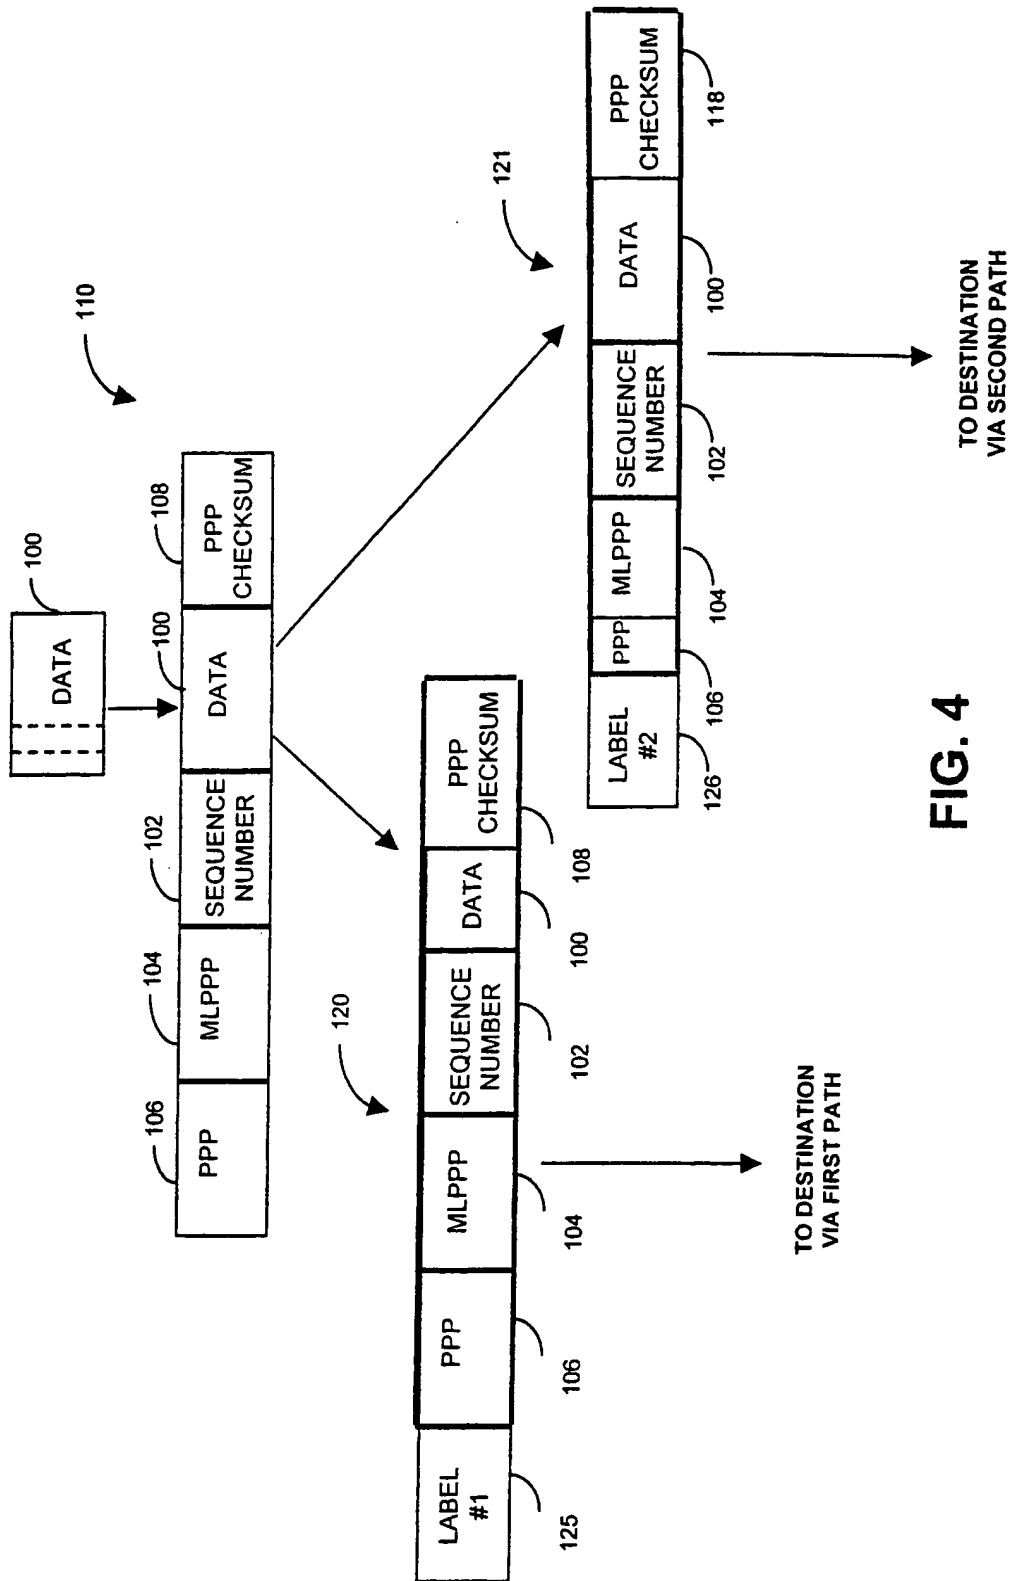 100
DATA
110
106
104
102
100
108
PPP
MLPPP
SEQUENCE
NUMBER
DATA
PPP
CHECKSUM
120
LABEL
#1
PPP
MLPPP
SEQUENCE
NUMBER
DATA
PPP
CHECKSUM
125
106
104
102
100
108
TO DESTINATION
VIA FIRST PATH
121
LABEL
#2
PPP
MLPPP
SEQUENCE
NUMBER
DATA
PPP
CHECKSUM
126
106
104
102
100
118
TO DESTINATION
VIA SECOND PATH
FIG. 4